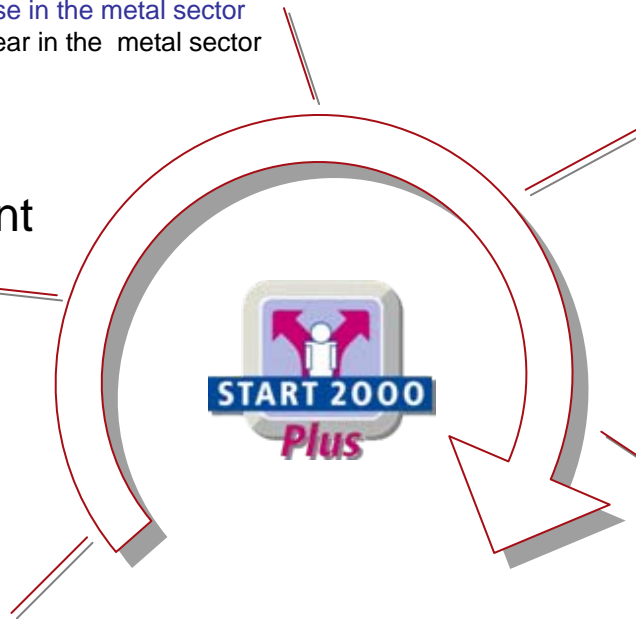 se in the metal sector
ear in the metal sector
nt
START 2000
Plus